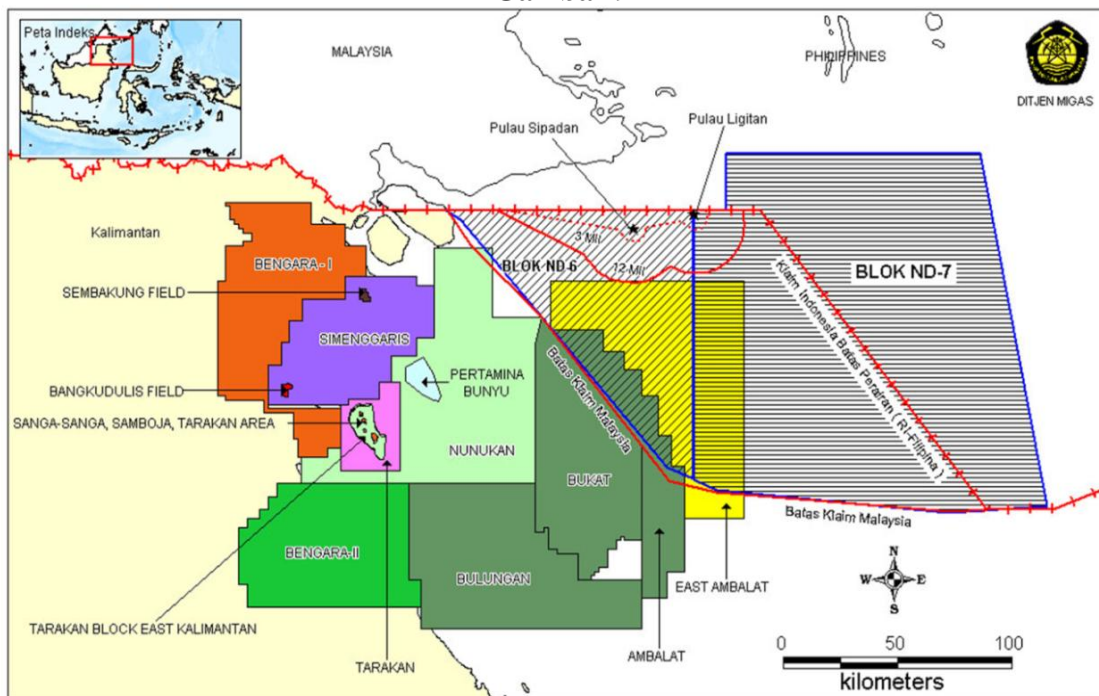 Peta Indeks
MALAYSIA
PHILIPPINES
DITJEN MIGAS
Pulau Sipadan
Pulau Ligitan
Kalimantan
BENGARA - I
SEMBAKUNG FIELD
SIMENGGARIS
3 Mil
12 Mil
BLOK ND-6
BLOK ND-7
Klaim Indonesia Batas Perairan ( RI-Filipina )
BANGKUDULIS FIELD
PERTAMINA
BUNYU
Batas Klaim Malaysia
SANGA-SANGA, SAMBOJA, TARAKAN AREA
NUNUKAN
BUKAT
Batas Klaim Malaysia
BENGARA-II
BULUNGAN
EAST AMBALAT
TARAKAN BLOCK EAST KALIMANTAN
TARAKAN
AMBALAT
N
W E
S
0 50 100
kilometers